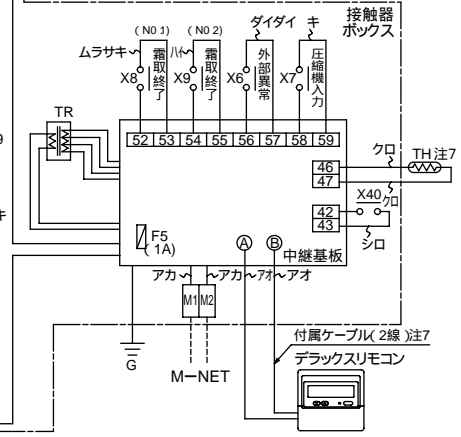 接触器
ボックス
(NO 1) (NO 2) ダイダイ キ
ムラサキ ハイ
X8 霜取終了 X9 霜取終了 X6 外部異常 X7 圧縮機入力
TR
52 53 54 55 56 57 58 59
クロ TH 注7
46
47
X40 クロ
42
43
シロ
キ
F5
(1A)
A B 中継基板
アカ アカ アオ アオ
M1 M2
G
M-NET
付属ケーブル(2線)注7
デラックスリモコン